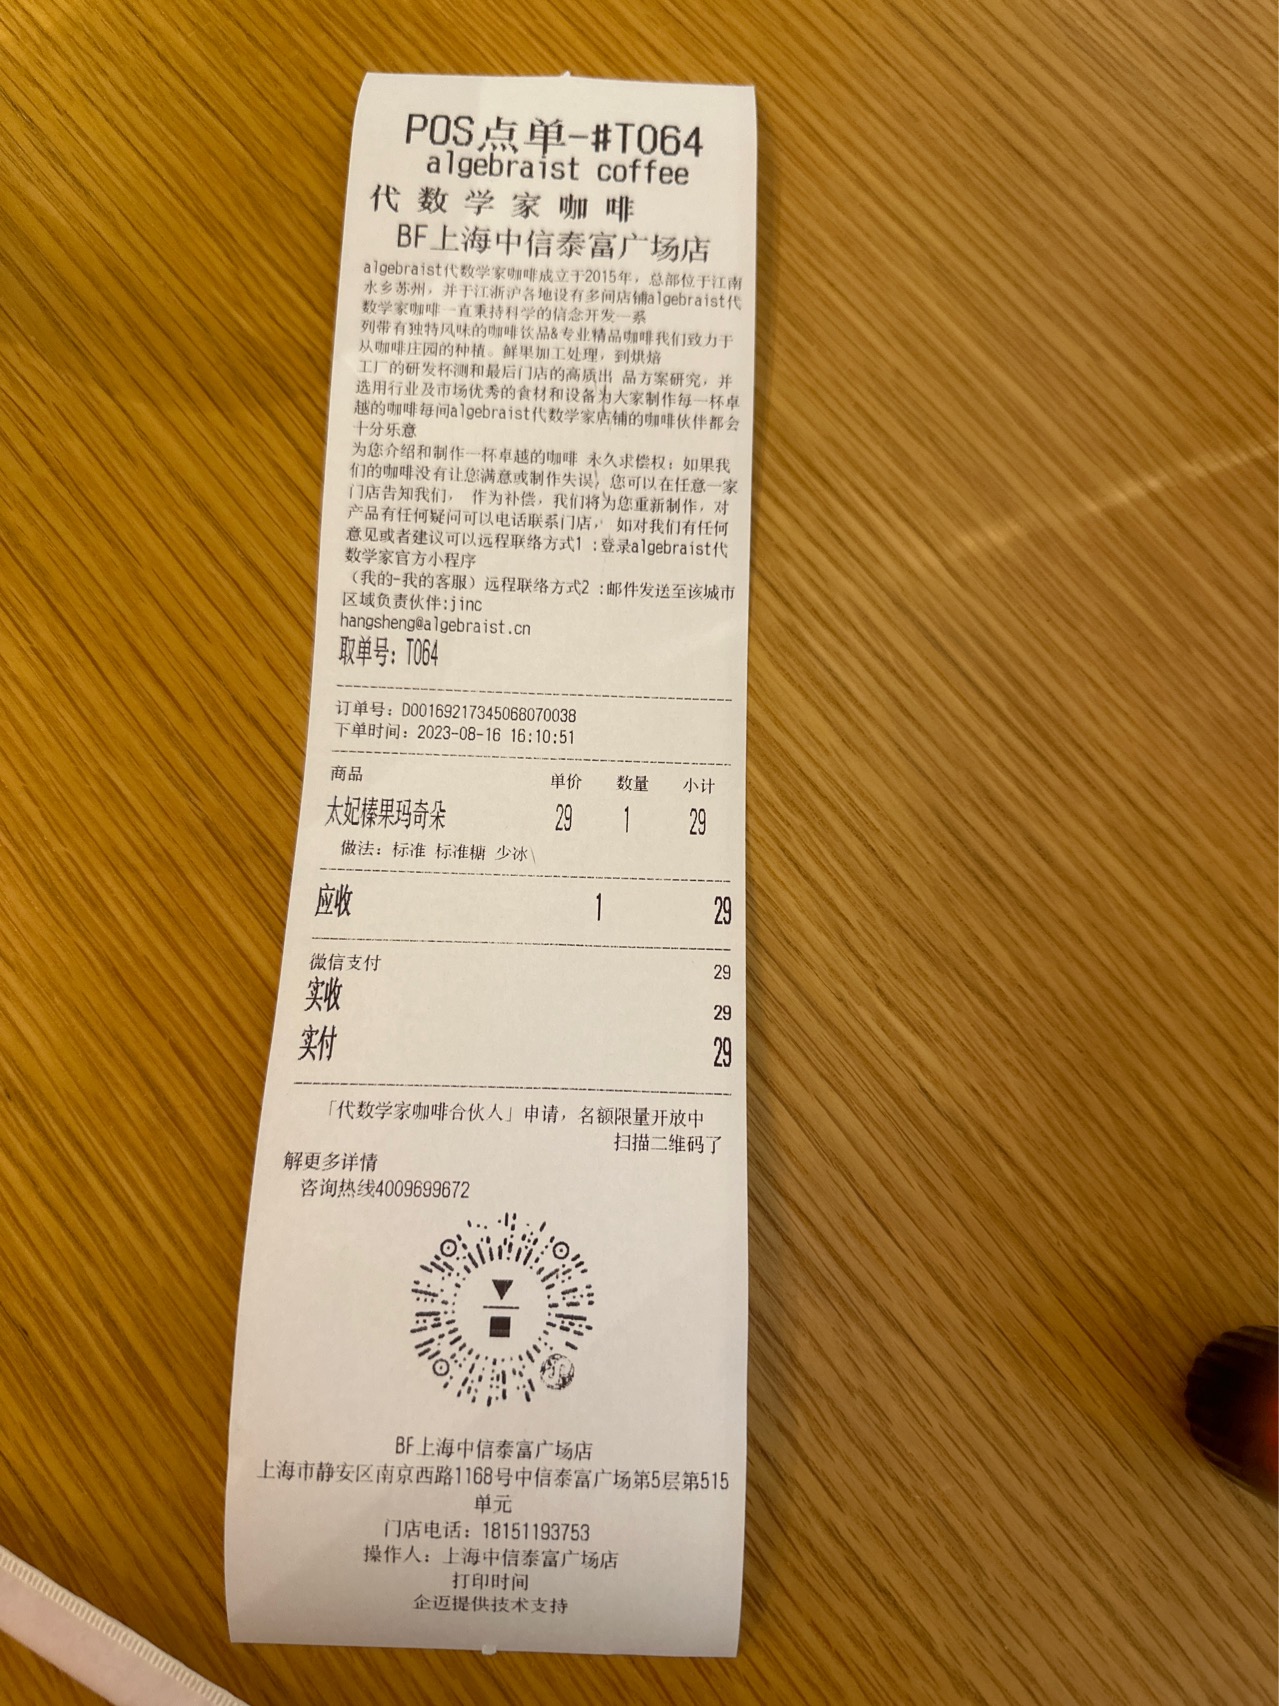 POS点单-#T064
algebraist coffee
代数学家咖啡
BF上海中信泰富广场店
algebraist代数学家咖啡成立于2015年，总部位于江南
水乡苏州，并于江浙沪各地设有多间店铺algebraist代
数学家咖啡一直秉持科学的信念开发一系
列带有独特风味的咖啡饮品&专业精品咖啡我们致力于
从咖啡庄园的种植。鲜果加工处理，到烘焙
工厂的研发杯测和最后门店的高质出 品方案研究，并
选用行业及市场优秀的食材和设备为大家制作每一杯卓
越的咖啡每间algebraist代数学家店铺的咖啡伙伴都会
十分乐意
为您介绍和制作一杯卓越的咖啡 永久求偿权：如果我
们的咖啡没有让您满意或制作失误，您可以在任意一家
门店告知我们， 作为补偿，我们将为您重新制作，对
产品有任何疑问可以电话联系门店， 如对我们有任何
意见或者建议可以远程联络方式1 :登录algebraist代
数学家官方小程序
（我的-我的客服）远程联络方式2 :邮件发送至该城市
区域负责伙伴:jinc
hangsheng@algebraist.cn
取单号：T064
订单号：D00169217345068070038
下单时间：2023-08-16 16:10:51
商品 单价 数量 小计
太妃榛果玛奇朵 29 1 29
做法：标准 标准糖 少冰
应收 1 29
微信支付 29
实收 29
实付 29
「代数学家咖啡合伙人」申请，名额限量开放中
扫描二维码了
解更多详情
咨询热线4009699672
BF上海中信泰富广场店
上海市静安区南京西路1168号中信泰富广场第5层第515
单元
门店电话：18151193753
操作人：上海中信泰富广场店
打印时间
企迈提供技术支持